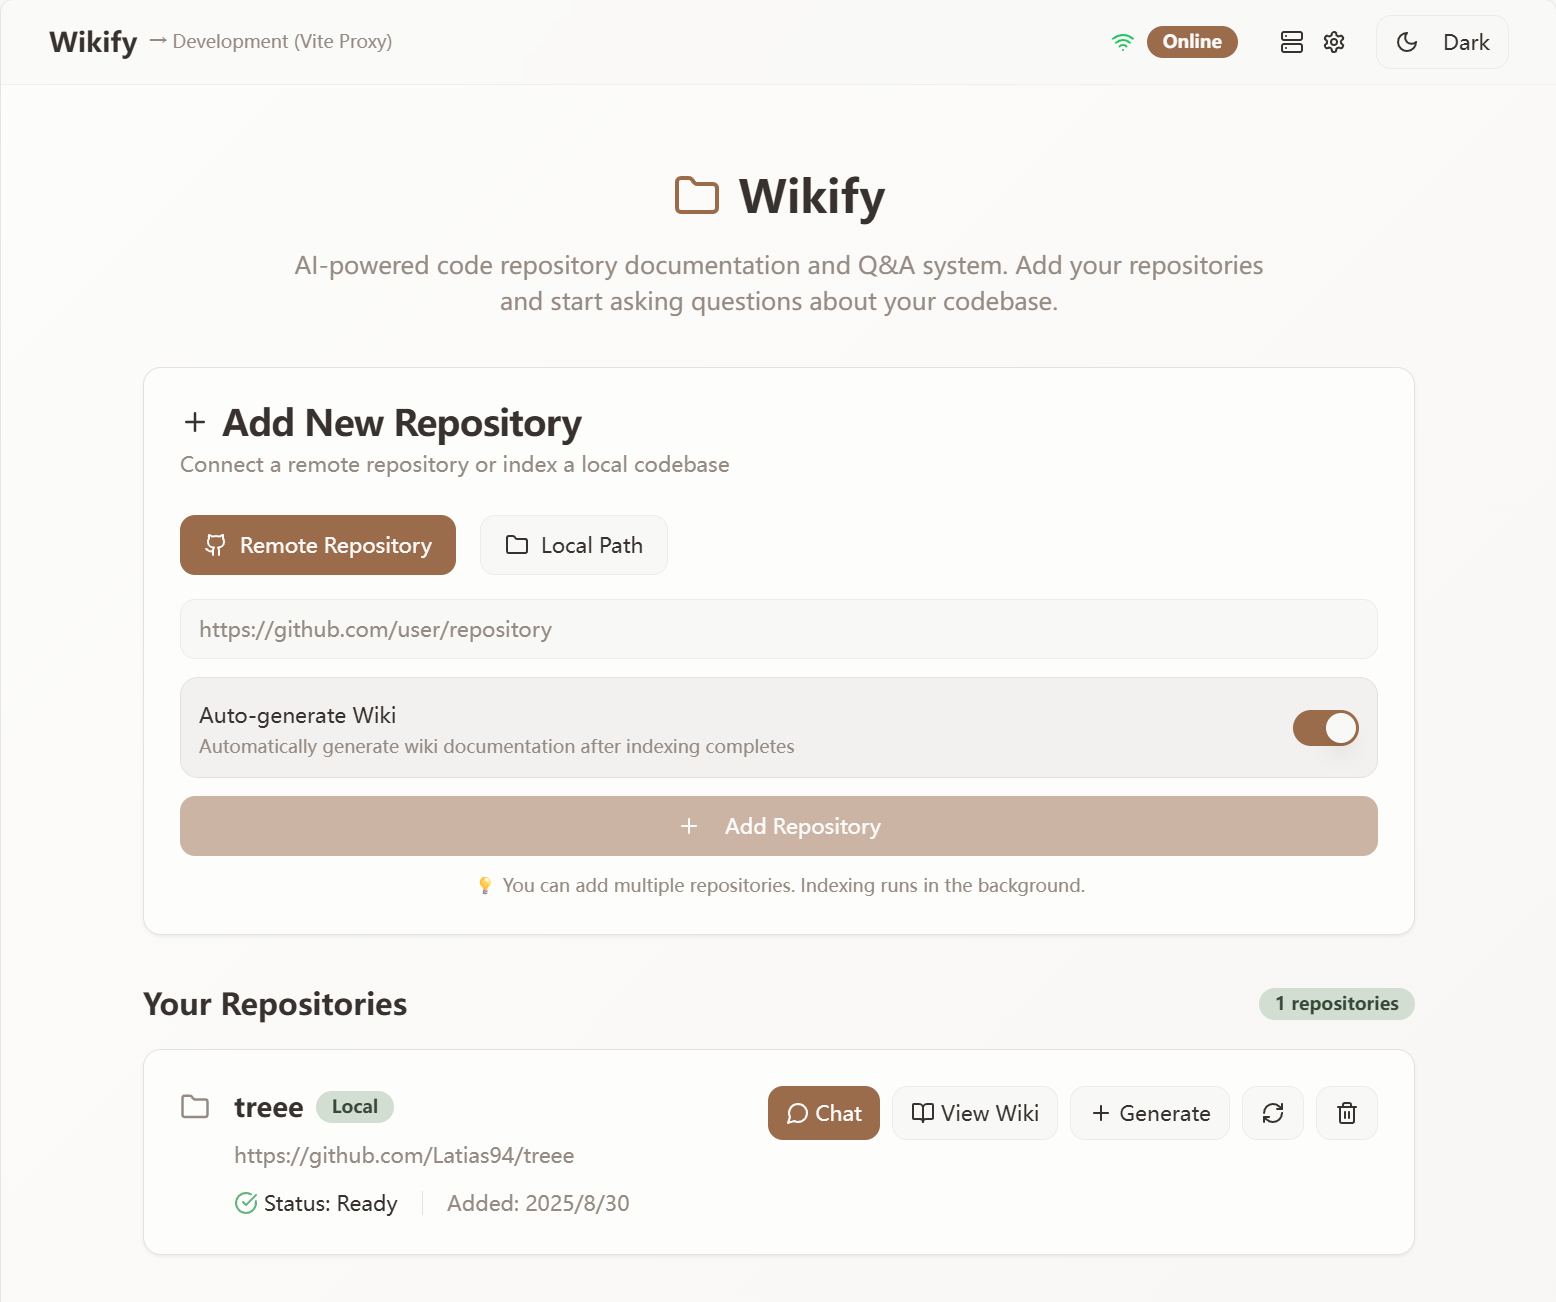 Wikify → Development (Vite Proxy)
Online
Dark
Wikify
AI-powered code repository documentation and Q&A system. Add your repositories
and start asking questions about your codebase.
+ Add New Repository
Connect a remote repository or index a local codebase
Remote Repository
Local Path
https://github.com/user/repository
Auto-generate Wiki
Automatically generate wiki documentation after indexing completes
+ Add Repository
💡 You can add multiple repositories. Indexing runs in the background.
Your Repositories
1 repositories
treee Local
Chat
View Wiki
+ Generate
https://github.com/Latias94/treee
Status: Ready
Added: 2025/8/30